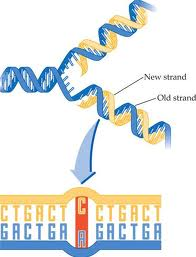 New strand
Old strand
CTGACT C CTGACT
GACTGA A GACTGA